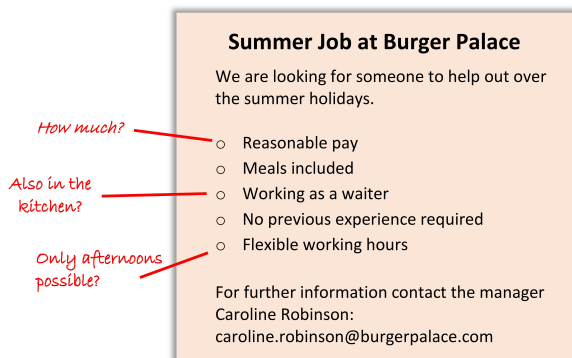 Summer Job at Burger Palace
We are looking for someone to help out over
the summer holidays.
How much?
o Reasonable pay
o Meals included
Also in the
kitchen?
o Working as a waiter
o No previous experience required
Only afternoons
possible?
o Flexible working hours
For further information contact the manager
Caroline Robinson:
caroline.robinson@burgerpalace.com